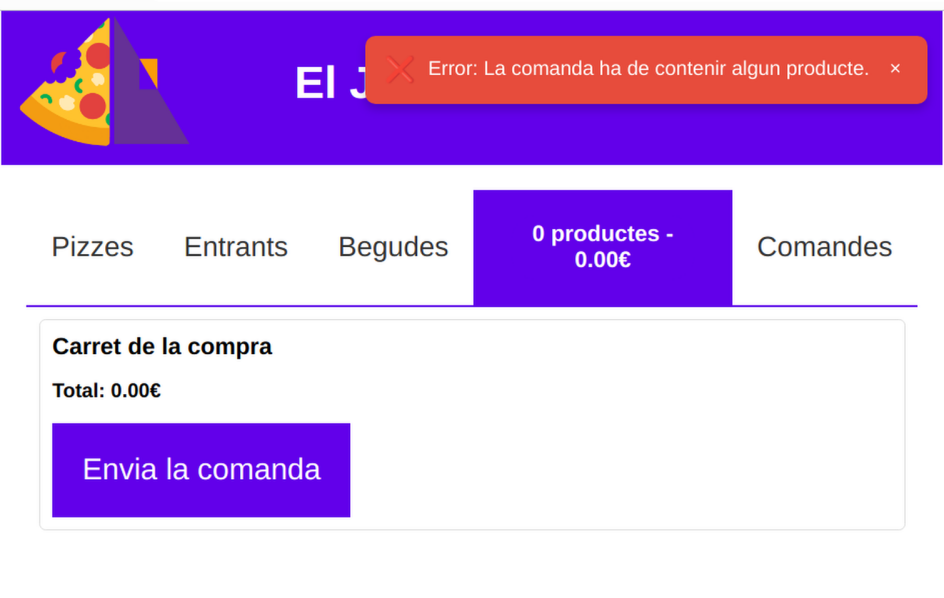 El
Error: La comanda ha de contenir algun producte. ×
Pizzes
Entrants
Begudes
0 productes -
0.00€
Comandes
Carret de la compra
Total: 0.00€
Envia la comanda